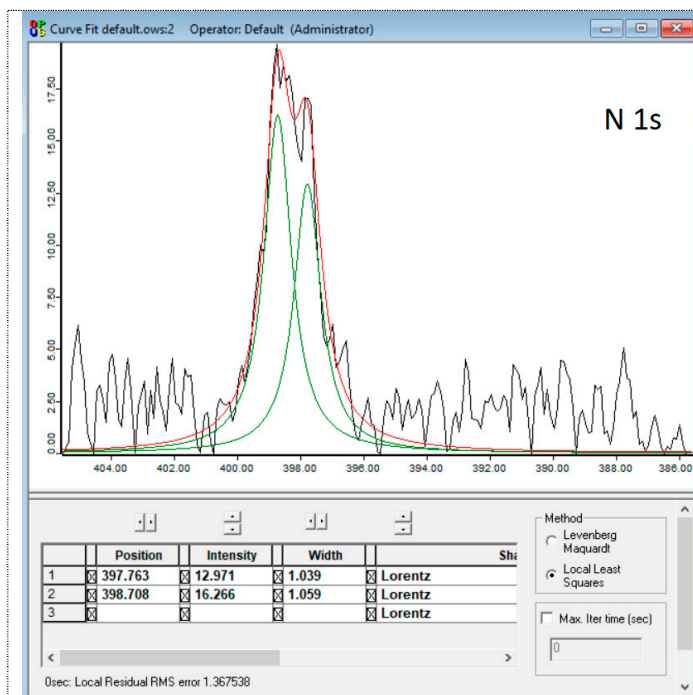 Curve Fit default.ows:2 Operator: Default (Administrator)
N 1s
17.50
15.00
12.50
10.00
7.50
5.00
2.50
0.00
404.00 402.00 400.00 398.00 396.00 394.00 392.00 390.00 388.00 386.00
Position Intensity Width Sha
1 397.763 12.971 1.039 Lorentz
2 398.708 16.266 1.059 Lorentz
3 Lorentz
Method
Levenberg
Maquardt
Local Least
Squares
Max. Iter time (sec)
0
0sec: Local Residual RMS error 1.367538